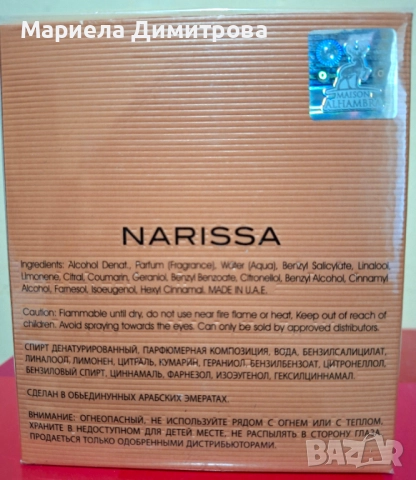 Мариела Димитрова
MAISON
ALHAMBRA
NARISSA
Ingredients: Alcohol Denat., Parfum (Fragrance), Water (Aqua), Benzyl Salicylate, Linalool,
Limonene, Citral, Coumarin, Geraniol, Benzyl Benzoate, Citronellol, Benzyl Alcohol, Cinnamyl
Alcohol, Farnesol, Isoeugenol, Hexyl Cinnamal. MADE IN U.A.E.
Caution: Flammable until dry, do not use near fire flame or heat, Keep out of reach of
children. Avoid spraying towards the eyes. Can only be sold by approved distributors.
СПИРТ ДЕНАТУРИРОВАННЫЙ, ПАРФЮМЕРНАЯ КОМПОЗИЦИЯ, ВОДА, БЕНЗИЛСАЛИЦИЛАТ,
ЛИНАЛООЛ, ЛИМОНЕН, ЦИТРАЛЬ, КУМАРИН, ГЕРАНИОЛ, БЕНЗИЛБЕНЗОАТ, ЦИТРОНЕЛЛОЛ,
БЕНЗИЛОВЫЙ СПИРТ, ЦИННАМАЛЬ, ФАРНЕЗОЛ, ИЗОЭУГЕНОЛ, ГЕКСИЛЦИННАМАЛ.
СДЕЛАН В ОБЪЕДИНУННЫХ АРАБСКИХ ЭМЕРАТАХ.
ВНИМАНИЕ: ОГНЕОПАСНЫЙ, НЕ ИСПОЛЬЗУЙТЕ РЯДОМ С ОГНЕМ ИЛИ С ТЕПЛОМ,
ХРАНИТЕ В НЕДОСТУПНОМ ДЛЯ ДЕТЕЙ МЕСТЕ, НЕ РАСПЫЛЯТЬ В СТОРОНУ ГЛАЗ,
ПРОДАЕТЬСЯ ТОЛЬКО ОДОБРЕННЫМИ ДИСТРИБЬЮТОРАМИ.
BAZAR